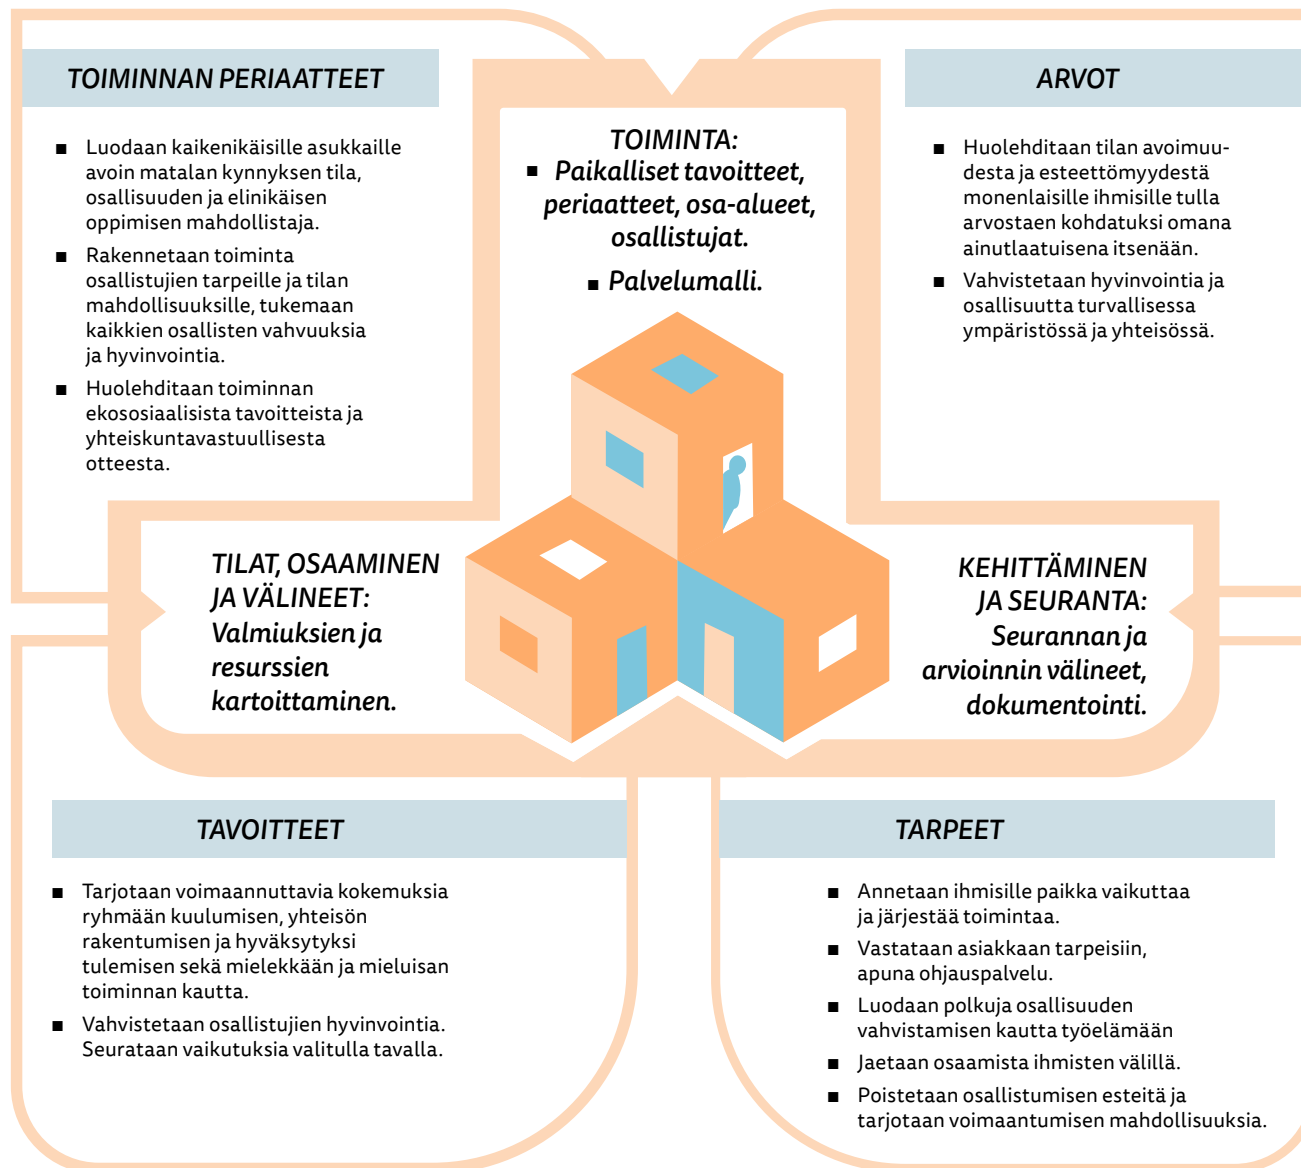 TOIMINNAN PERIAATTEET
■ Luodaan kaikenikäisille asukkaille
avoin matalan kynnyksen tila,
osallisuuden ja elinikäisen
oppimisen mahdollistaja.
■ Rakennetaan toiminta
osallistujien tarpeille ja tilan
mahdollisuuksille, tukemaan
kaikkien osallisten vahvuuksia
ja hyvinvointia.
■ Huolehditaan toiminnan
ekososiaalisista tavoitteista ja
yhteiskuntavastuullisesta
otteesta.
TOIMINTA:
■ Paikalliset tavoitteet,
periaatteet, osa-alueet,
osallistujat.
■ Palvelumalli.
ARVOT
■ Huolehditaan tilan avoimuu-
desta ja esteettömyydestä
monenlaisille ihmisille tulla
arvostaen kohdatuksi omana
ainutlaatuisena itsenään.
■ Vahvistetaan hyvinvointia ja
osallisuutta turvallisessa
ympäristössä ja yhteisössä.
TILAT, OSAAMINEN
JA VÄLINEET:
Valmiuksien ja
resurssien
kartoittaminen.
KEHITTÄMINEN
JA SEURANTA:
Seurannan ja
arvioinnin välineet,
dokumentointi.
TAVOITTEET
■ Tarjotaan voimaannuttavia kokemuksia
ryhmään kuulumisen, yhteisön
rakentumisen ja hyväksytyksi
tulemisen sekä mielekkään ja mieluisan
toiminnan kautta.
■ Vahvistetaan osallistujien hyvinvointia.
Seurataan vaikutuksia valitulla tavalla.
TARPEET
■ Annetaan ihmisille paikka vaikuttaa
ja järjestää toimintaa.
■ Vastataan asiakkaan tarpeisiin,
apuna ohjauspalvelu.
■ Luodaan polkuja osallisuuden
vahvistamisen kautta työelämään
■ Jaetaan osaamista ihmisten välillä.
■ Poistetaan osallistumisen esteitä ja
tarjotaan voimaantumisen mahdollisuuksia.